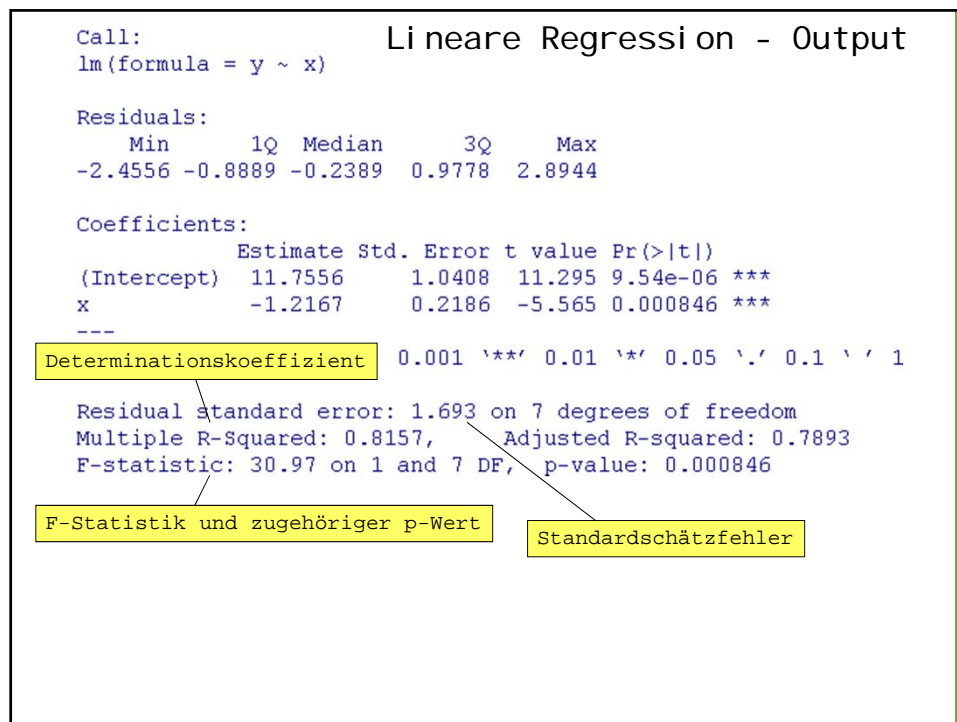 Lineare Regression - Output
Call:
lm(formula = y ~ x)
Residuals:
Min 1Q Median 3Q Max
-2.4556 -0.8889 -0.2389 0.9778 2.8944
Coefficients:
Estimate Std. Error t value Pr(>|t|)
(Intercept) 11.7556 1.0408 11.295 9.54e-06 ***
x -1.2167 0.2186 -5.565 0.000846 ***
---
Determinationskoeffizient 0.001 ‘**’ 0.01 ‘*’ 0.05 ‘.’ 0.1 ‘ ’ 1
Residual standard error: 1.693 on 7 degrees of freedom
Multiple R-Squared: 0.8157, Adjusted R-squared: 0.7893
F-statistic: 30.97 on 1 and 7 DF, p-value: 0.000846
F-Statistik und zugehöriger p-Wert
Standardschätzfehler